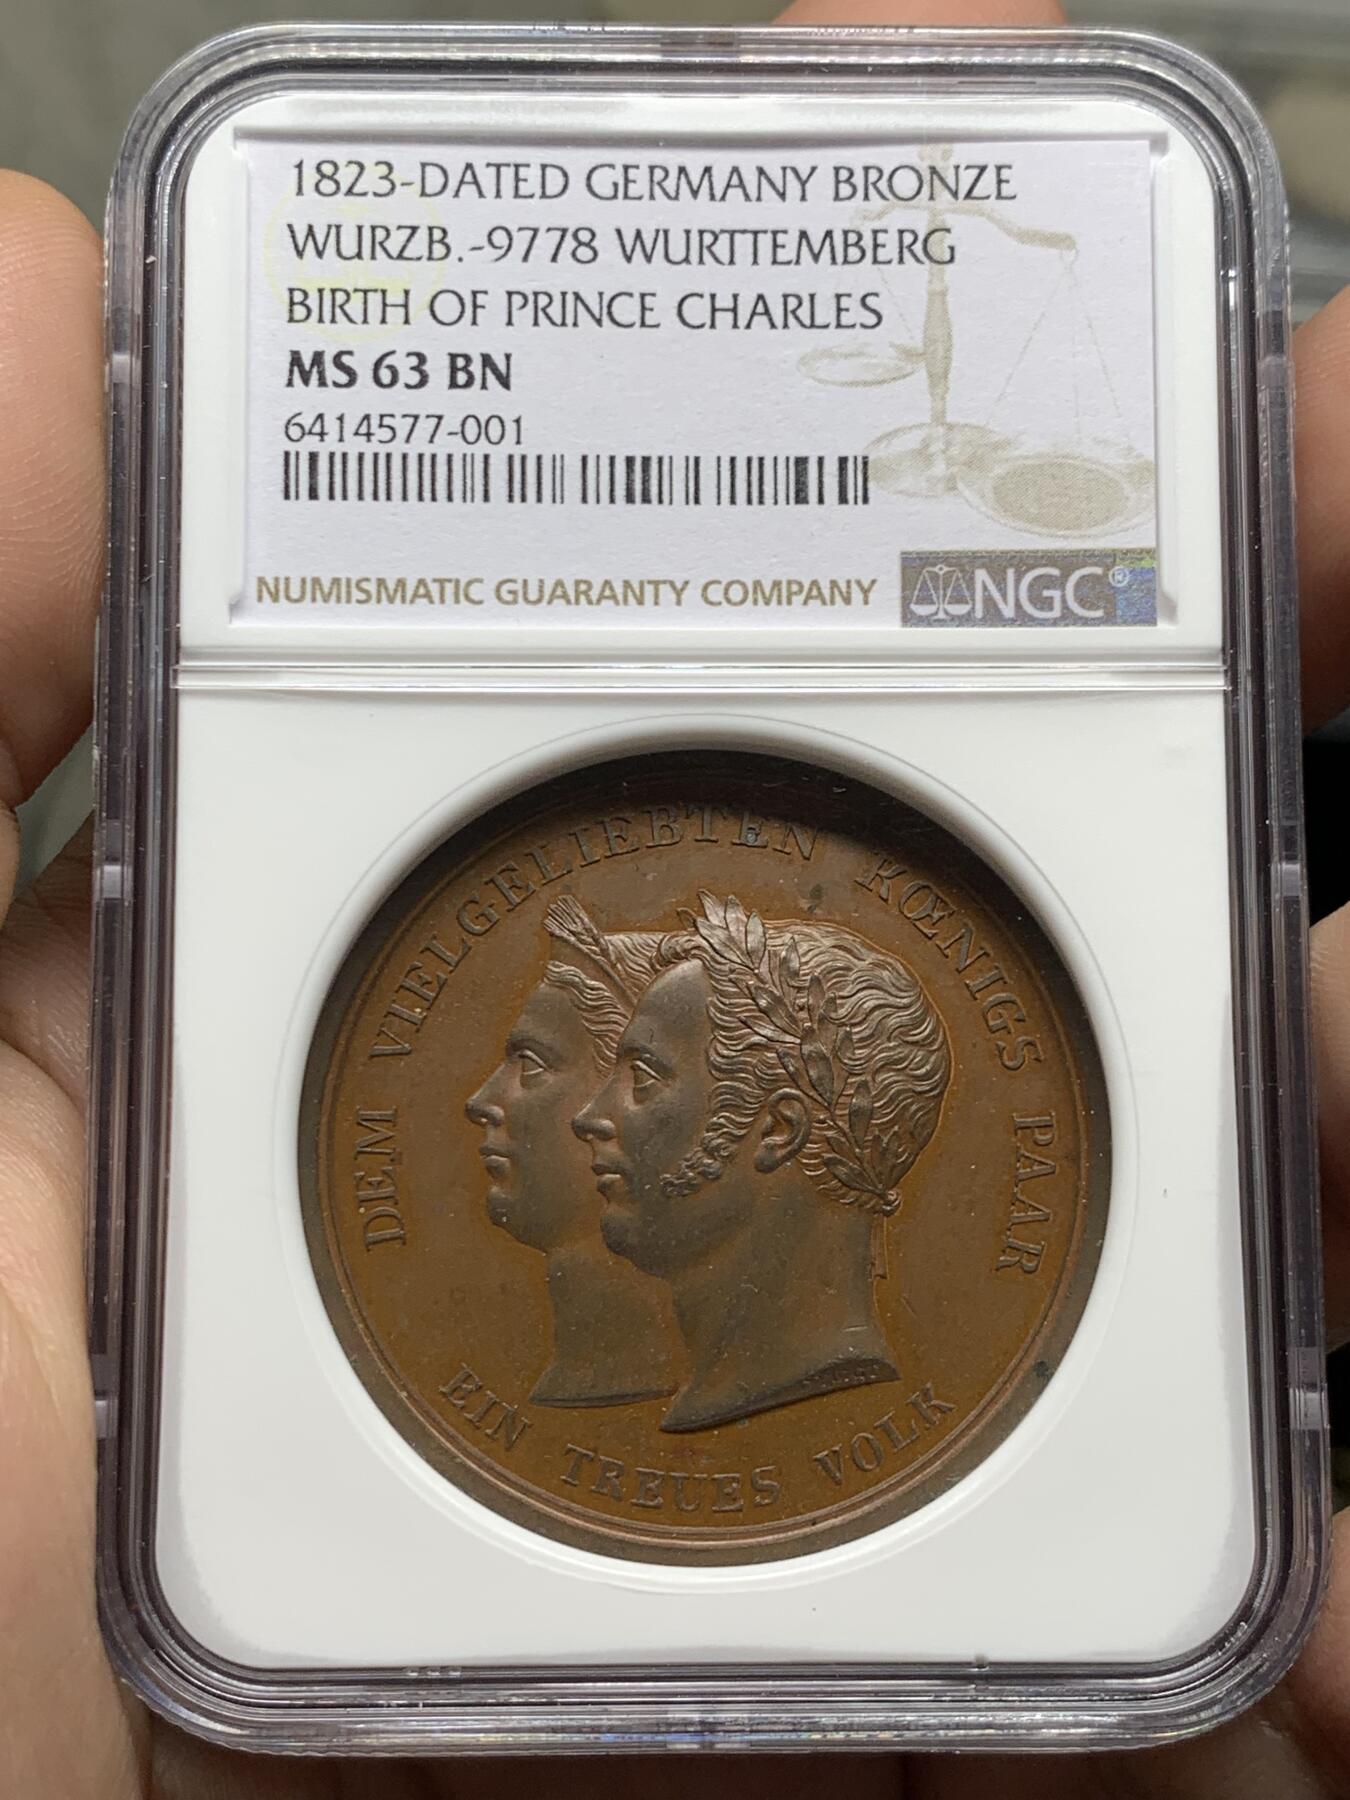 1823-DATED GERMANY BRONZE
WURZB.-9778 WURTTEMBERG
BIRTH OF PRINCE CHARLES
MS 63 BN
6414577-001
NUMISMATIC GUARANTY COMPANY
NGC®
DEM VIELGELIEBTEN KŒNIGS PAAR
EIN TREUES VOLK